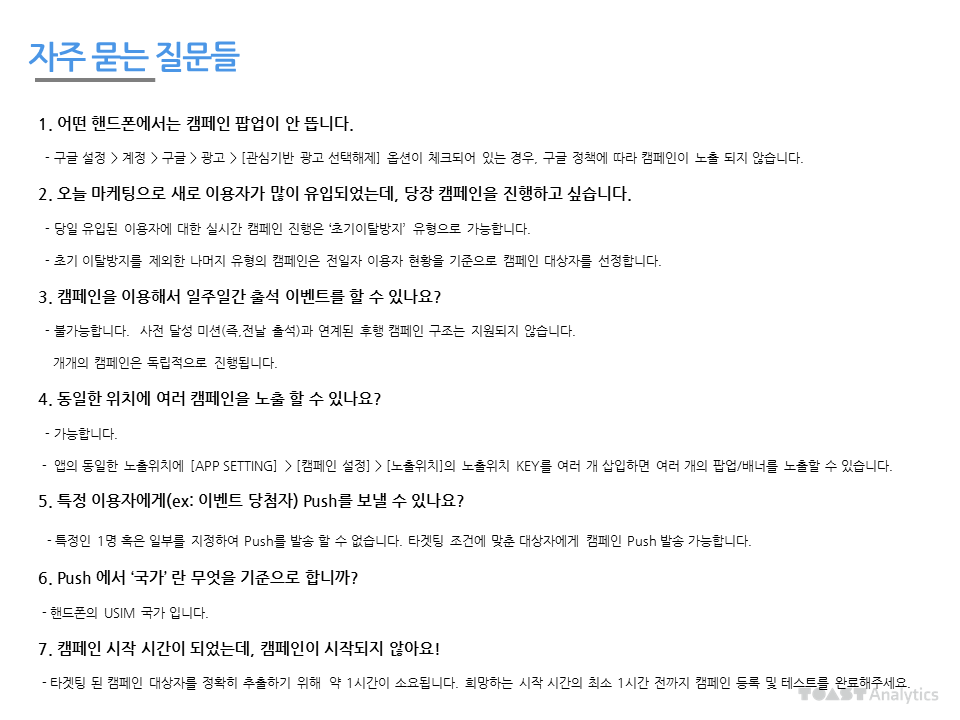 자주 묻는 질문들
1. 어떤 핸드폰에서는 캠페인 팝업이 안 뜹니다.
- 구글 설정 > 계정 > 구글 > 광고 > [관심기반 광고 선택해제] 옵션이 체크되어 있는 경우, 구글 정책에 따라 캠페인이 노출 되지 않습니다.
2. 오늘 마케팅으로 새로 이용자가 많이 유입되었는데, 당장 캠페인을 진행하고 싶습니다.
- 당일 유입된 이용자에 대한 실시간 캠페인 진행은 ‘초기이탈방지’ 유형으로 가능합니다.
- 초기 이탈방지를 제외한 나머지 유형의 캠페인은 전일자 이용자 현황을 기준으로 캠페인 대상자를 선정합니다.
3. 캠페인을 이용해서 일주일간 출석 이벤트를 할 수 있나요?
- 불가능합니다. 사전 달성 미션(즉,전날 출석)과 연계된 후행 캠페인 구조는 지원되지 않습니다.
개개의 캠페인은 독립적으로 진행됩니다.
4. 동일한 위치에 여러 캠페인을 노출 할 수 있나요?
- 가능합니다.
- 앱의 동일한 노출위치에 [APP SETTING] > [캠페인 설정] > [노출위치]의 노출위치 KEY를 여러 개 삽입하면 여러 개의 팝업/배너를 노출할 수 있습니다.
5. 특정 이용자에게(ex: 이벤트 당첨자) Push를 보낼 수 있나요?
- 특정인 1명 혹은 일부를 지정하여 Push를 발송 할 수 없습니다. 타겟팅 조건에 맞춘 대상자에게 캠페인 Push 발송 가능합니다.
6. Push 에서 ‘국가’ 란 무엇을 기준으로 합니까?
- 핸드폰의 USIM 국가 입니다.
7. 캠페인 시작 시간이 되었는데, 캠페인이 시작되지 않아요!
- 타겟팅 된 캠페인 대상자를 정확히 추출하기 위해 약 1시간이 소요됩니다. 희망하는 시작 시간의 최소 1시간 전까지 캠페인 등록 및 테스트를 완료해주세요.
TOAST Analytics